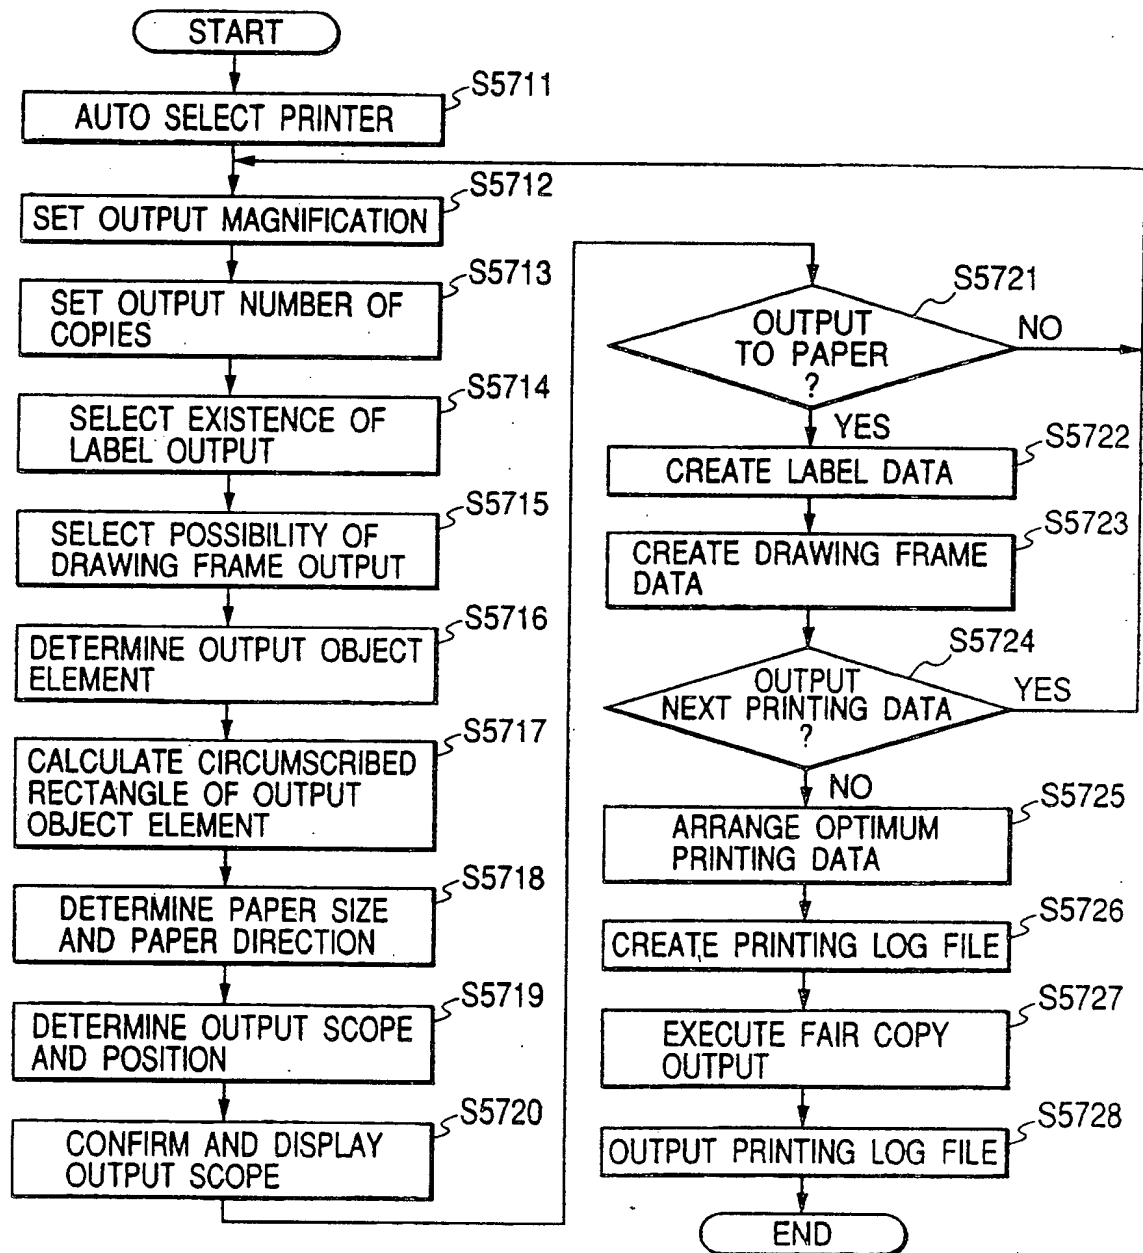 START
S5711
AUTO SELECT PRINTER
S5712
SET OUTPUT MAGNIFICATION
S5713
SET OUTPUT NUMBER OF
COPIES
S5714
SELECT EXISTENCE OF
LABEL OUTPUT
S5715
SELECT POSSIBILITY OF
DRAWING FRAME OUTPUT
S5716
DETERMINE OUTPUT OBJECT
ELEMENT
S5717
CALCULATE CIRCUMSCRIBED
RECTANGLE OF OUTPUT
OBJECT ELEMENT
S5718
DETERMINE PAPER SIZE
AND PAPER DIRECTION
S5719
DETERMINE OUTPUT SCOPE
AND POSITION
S5720
CONFIRM AND DISPLAY
OUTPUT SCOPE
S5721
OUTPUT
TO PAPER
?
NO
YES
S5722
CREATE LABEL DATA
S5723
CREATE DRAWING FRAME
DATA
S5724
OUTPUT
NEXT PRINTING DATA
?
YES
NO
S5725
ARRANGE OPTIMUM
PRINTING DATA
S5726
CREATE PRINTING LOG FILE
S5727
EXECUTE FAIR COPY
OUTPUT
S5728
OUTPUT PRINTING LOG FILE
END